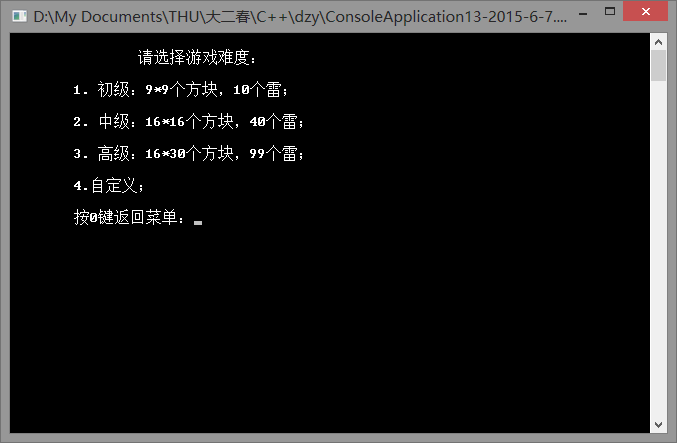 D:\My Documents\THU\大二春\C++\dzy\ConsoleApplication13-2015-6-7....
请选择游戏难度：
1. 初级：9*9个方块，10个雷；
2. 中级：16*16个方块，40个雷；
3. 高级：16*30个方块，99个雷；
4.自定义；
按0键返回菜单：